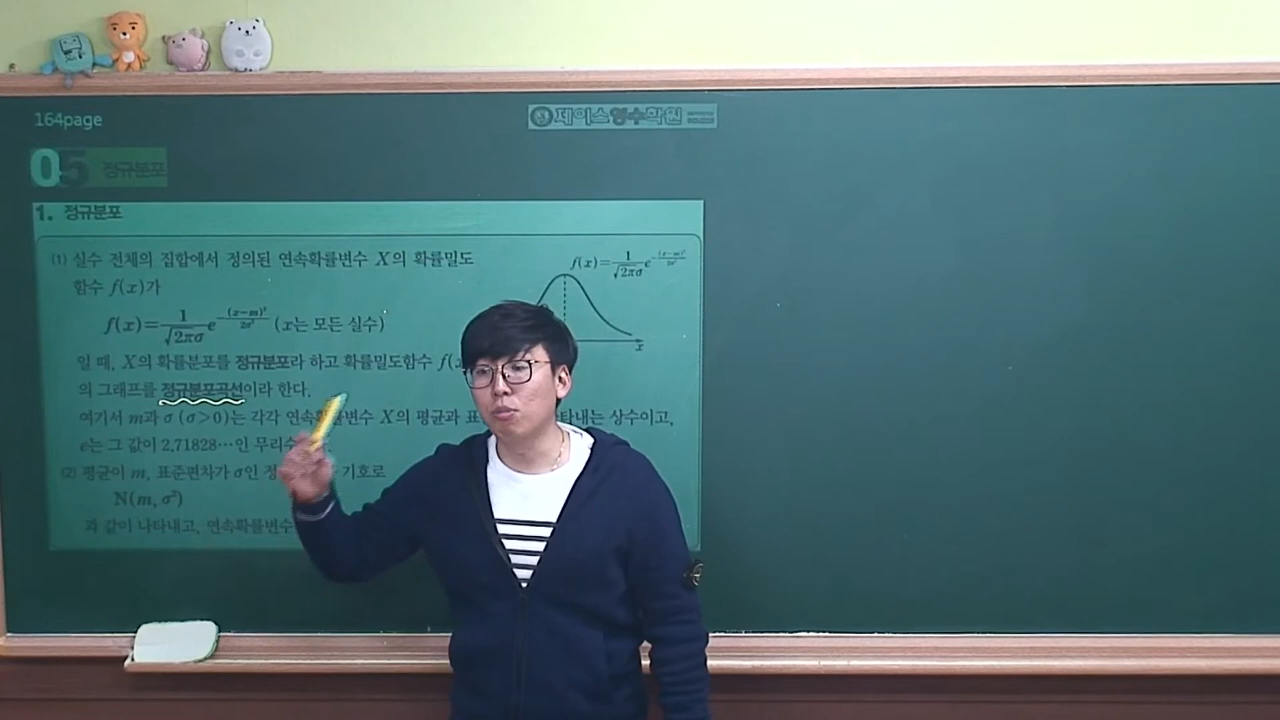 164page
제이스영수학원
05 정규분포
1. 정규분포
(1) 실수 전체의 집합에서 정의된 연속확률변수 X의 확률밀도
함수 f(x)가
f(x)=1/(√2πσ) e^(-(x-m)²/2σ²) (x는 모든 실수)
f(x)=1/(√2πσ) e^(-(x-m)²/2σ²)
x
일 때, X의 확률분포를 정규분포라 하고 확률밀도함수 f(x
의 그래프를 정규분포곡선이라 한다.
여기서 m과 σ (σ>0)는 각각 연속확률변수 X의 평균과 타내는 상수이고,
e는 그 값이 2.71828…인 무리수
(2) 평균이 m, 표준편차가 σ인 기호로
N(m, σ²)
과 같이 나타내고, 연속확률변수